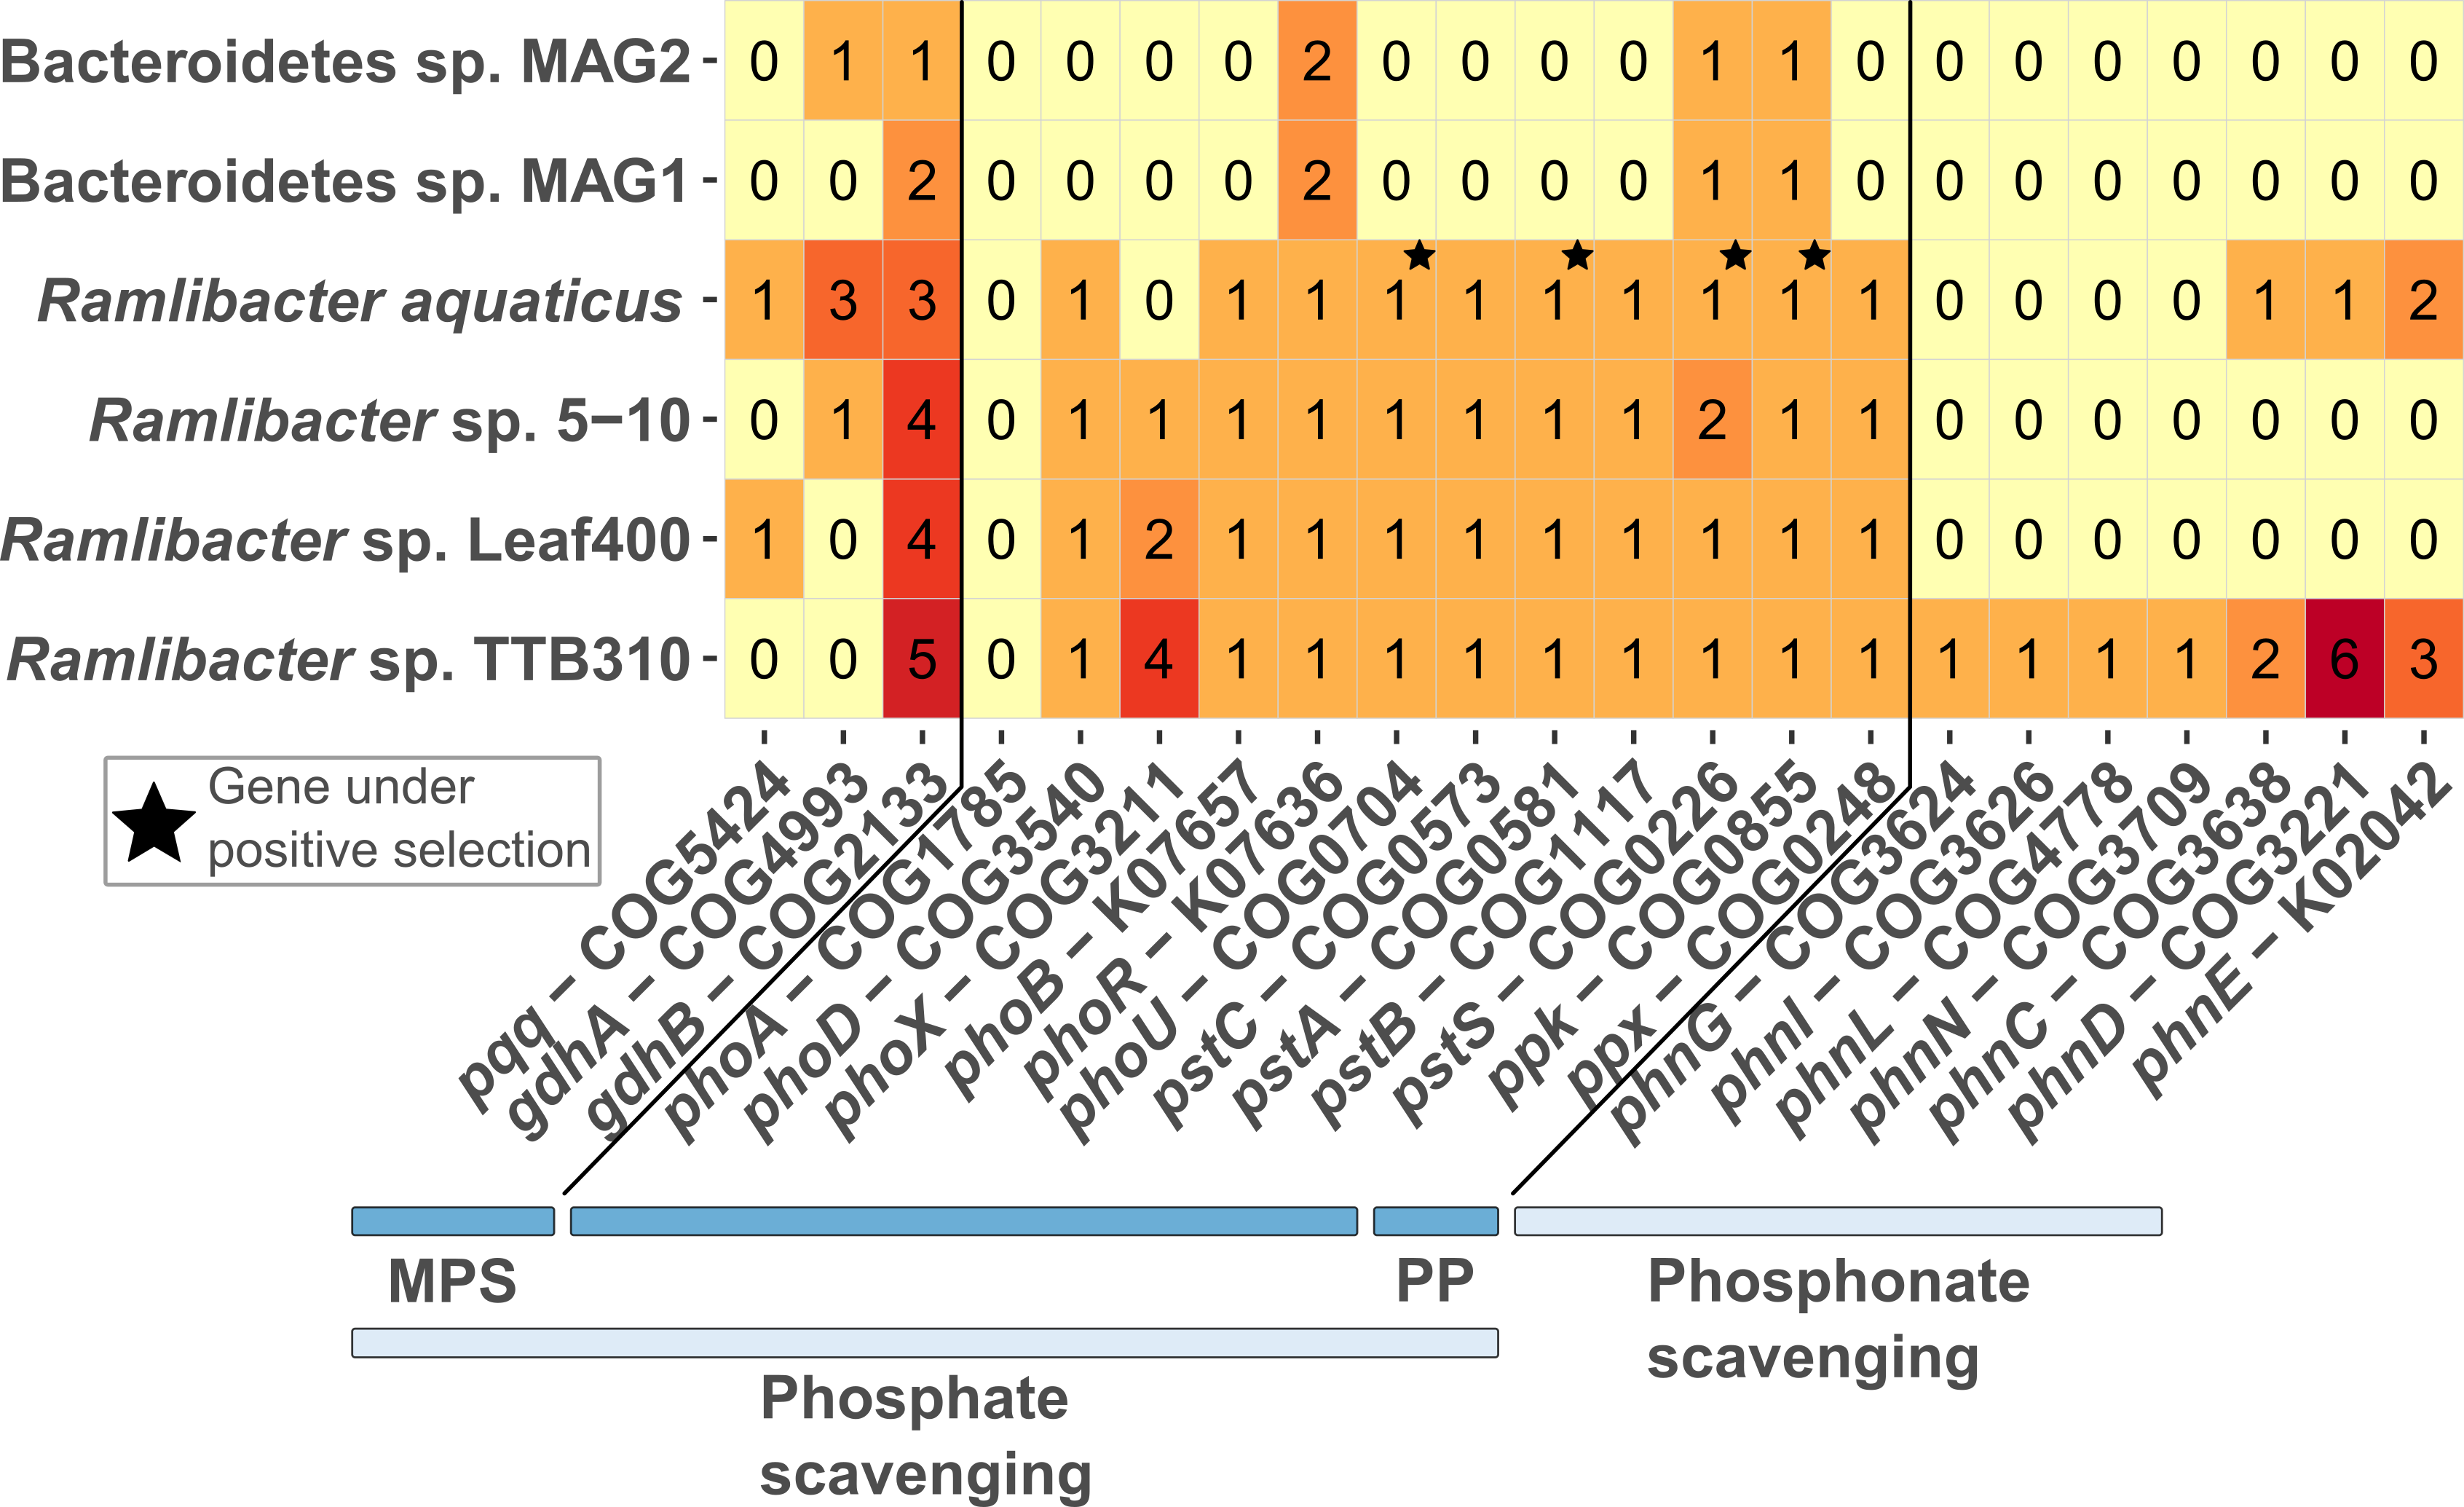 Bacteroidetes sp. MAG2 0 1 1 0 0 0 0 2 0 0 0 0 1 1 0 0 0 0 0 0 0 0
Bacteroidetes sp. MAG1 0 0 2 0 0 0 0 2 0 0 0 0 1 1 0 0 0 0 0 0 0 0
Ramlibacter aquaticus 1 3 3 0 1 0 1 1 1 1 1 1 1 1 1 0 0 0 0 1 1 2
Ramlibacter sp. 5−10 0 1 4 0 1 1 1 1 1 1 1 1 2 1 1 0 0 0 0 0 0 0
Ramlibacter sp. Leaf400 1 0 4 0 1 2 1 1 1 1 1 1 1 1 1 0 0 0 0 0 0 0
Ramlibacter sp. TTB310 0 0 5 0 1 4 1 1 1 1 1 1 1 1 1 1 1 1 1 2 6 3
Gene under
positive selection
pqq − COG5424
gdhA − COG4993
gdhB − COG2133
phoA − COG1785
phoD − COG3540
phoX − COG3211
phoB − K07657
phoR − K07636
phoU − COG0704
pstC − COG0573
pstA − COG0581
pstB − COG1117
pstS − COG0226
ppk − COG0855
ppx − COG0248
phnG − COG3624
phnI − COG3626
phnL − COG4778
phnN − COG3709
phnC − COG3638
phnD − COG3221
phnE − K02042
MPS
PP
Phosphonate
scavenging
Phosphate
scavenging